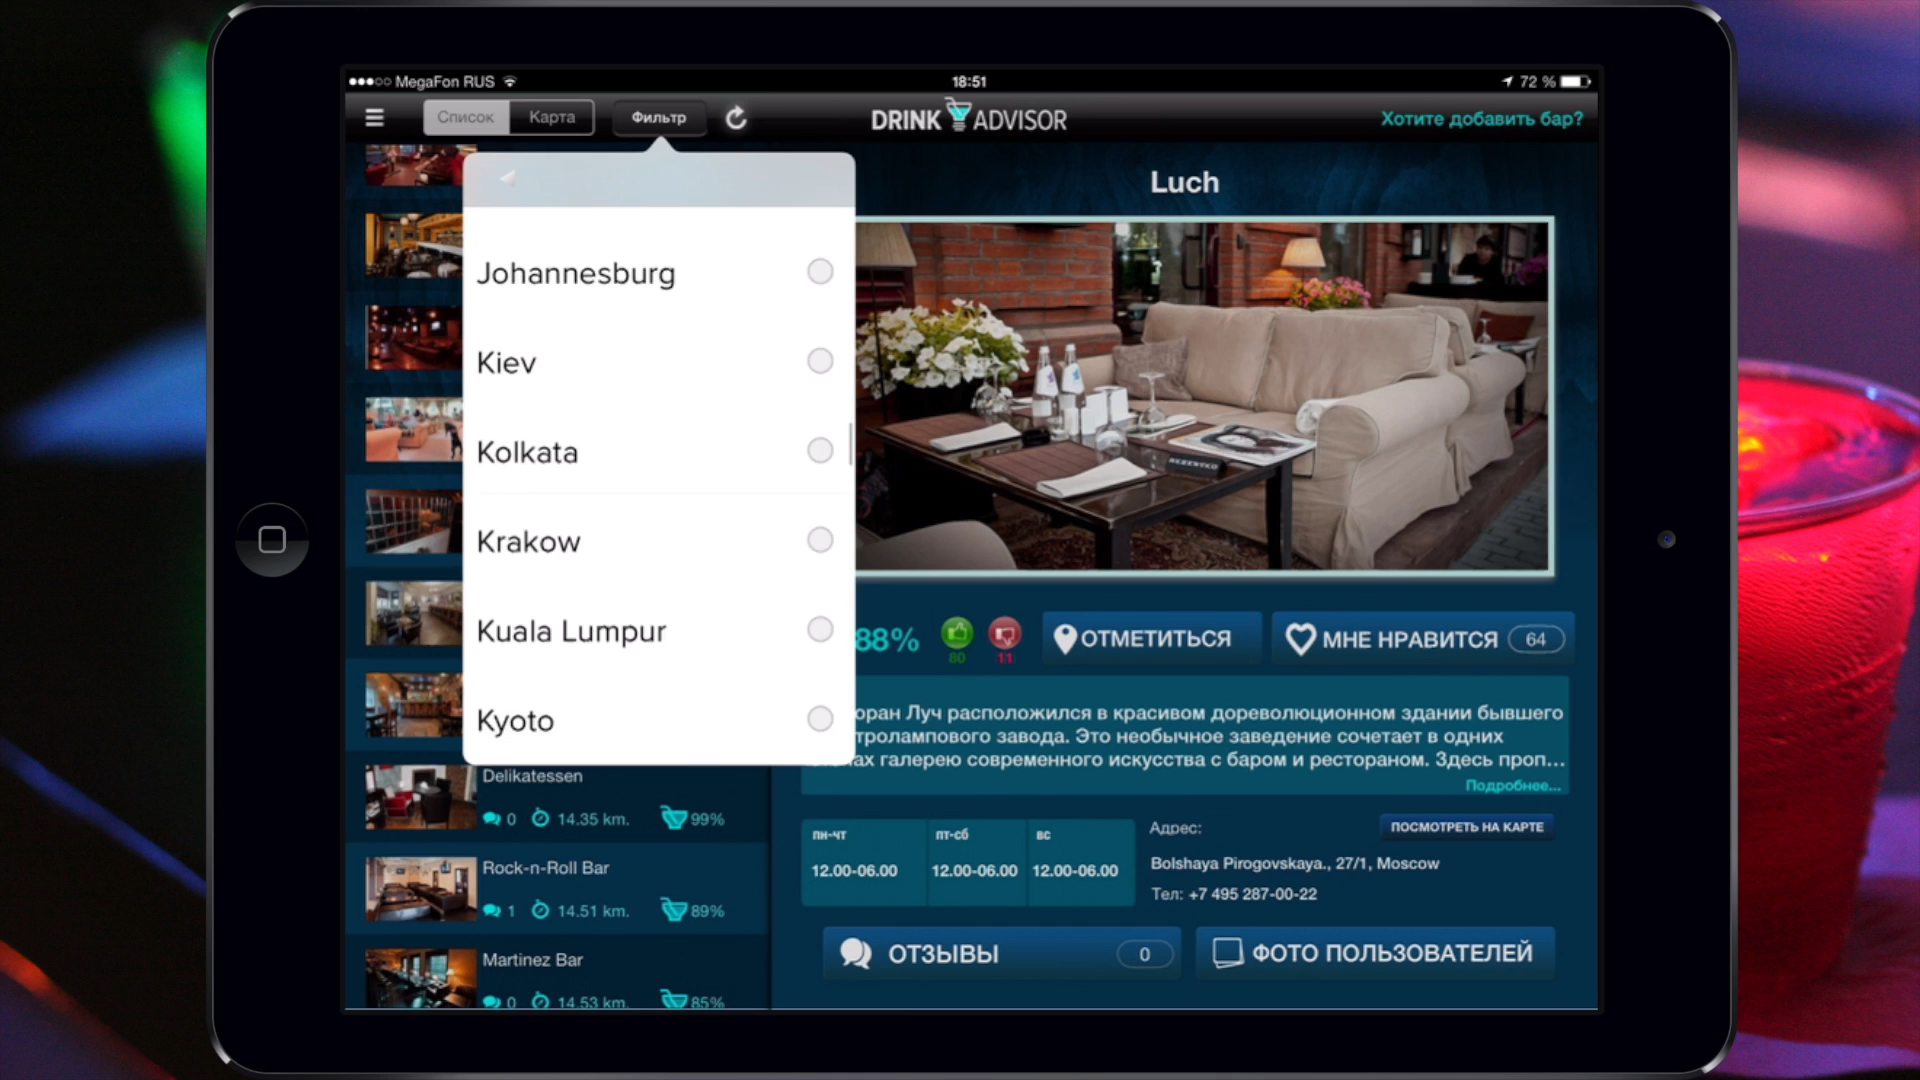 MegaFon RUS
18:51
72 %
Список
Карта
Фильтр
DRINK ADVISOR
Хотите добавить бар?
Johannesburg
Kiev
Kolkata
Krakow
Kuala Lumpur
Kyoto
Delikatessen
0 14.35 km. 99%
Rock-n-Roll Bar
1 14.51 km. 89%
Martinez Bar
0 14.53 km. 85%
Luch
88%
80
11
ОТМЕТИТЬСЯ
МНЕ НРАВИТСЯ 64
оран Луч расположился в красивом дореволюционном здании бывшего
тролампового завода. Это необычное заведение сочетает в одних
ах галерею современного искусства с баром и рестораном. Здесь проп...
Подробнее...
пн-чт
12.00-06.00
пт-сб
12.00-06.00
вс
12.00-06.00
Адрес:
ПОСМОТРЕТЬ НА КАРТЕ
Bolshaya Pirogovskaya., 27/1, Moscow
Тел: +7 495 287-00-22
ОТЗЫВЫ 0
ФОТО ПОЛЬЗОВАТЕЛЕЙ